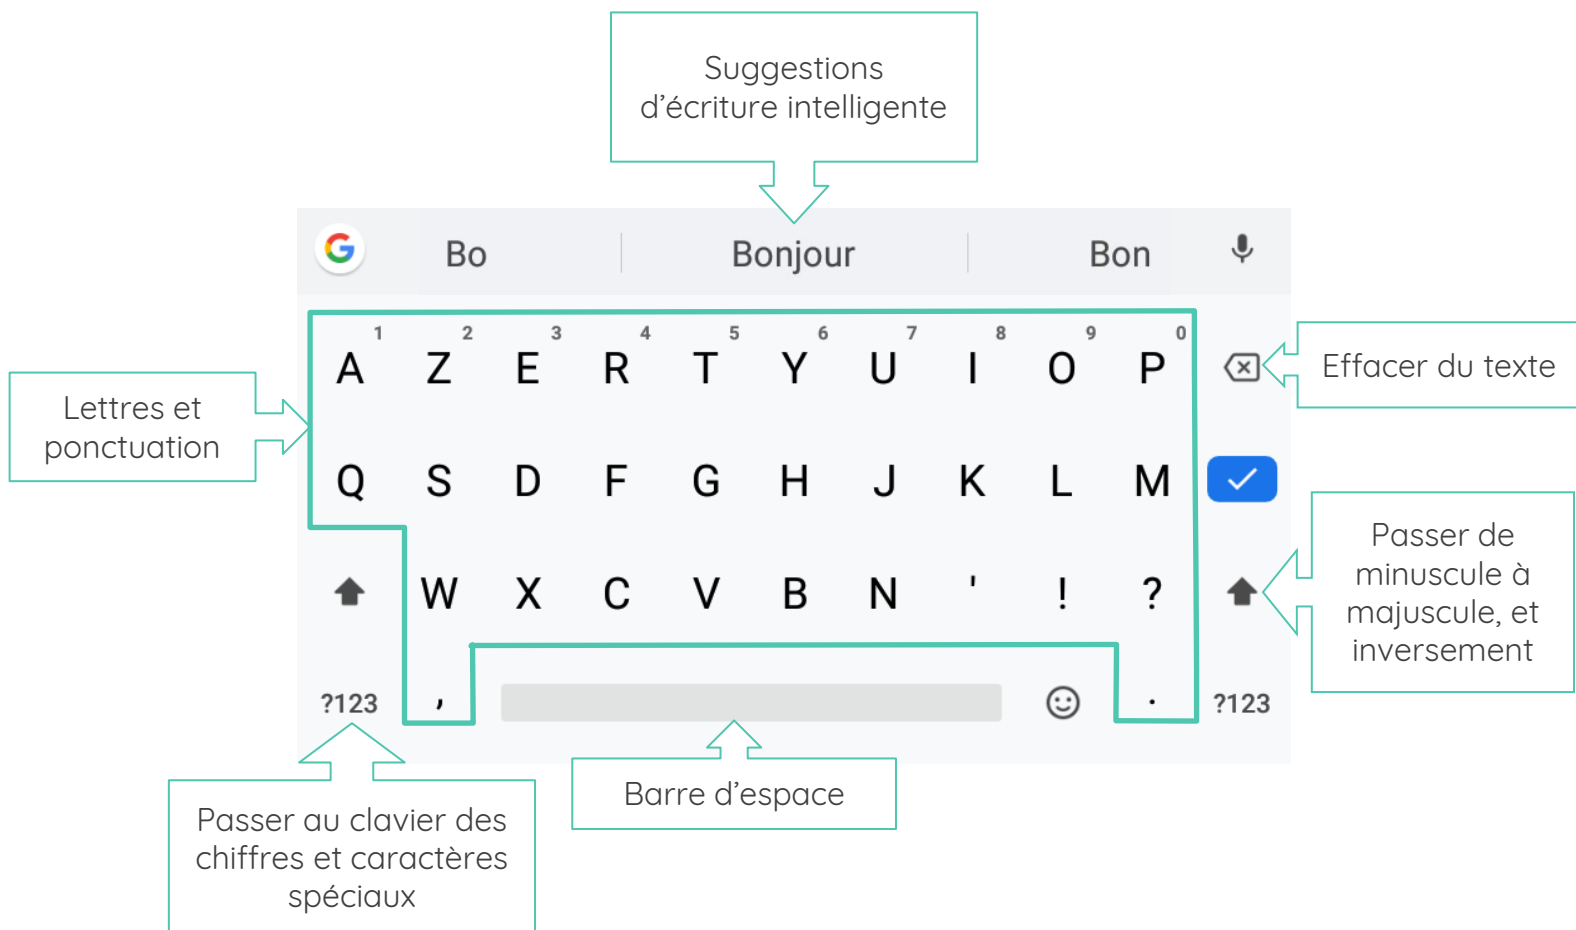 Suggestions
d’écriture intelligente
G Bo Bonjour Bon
1 2 3 4 5 6 7 8 9 0
A Z E R T Y U I O P
Effacer du texte
Lettres et
ponctuation
Q S D F G H J K L M
Passer de
minuscule à
majuscule, et
inversement
W X C V B N ' ! ?
?123 , . ?123
Barre d’espace
Passer au clavier des
chiffres et caractères
spéciaux